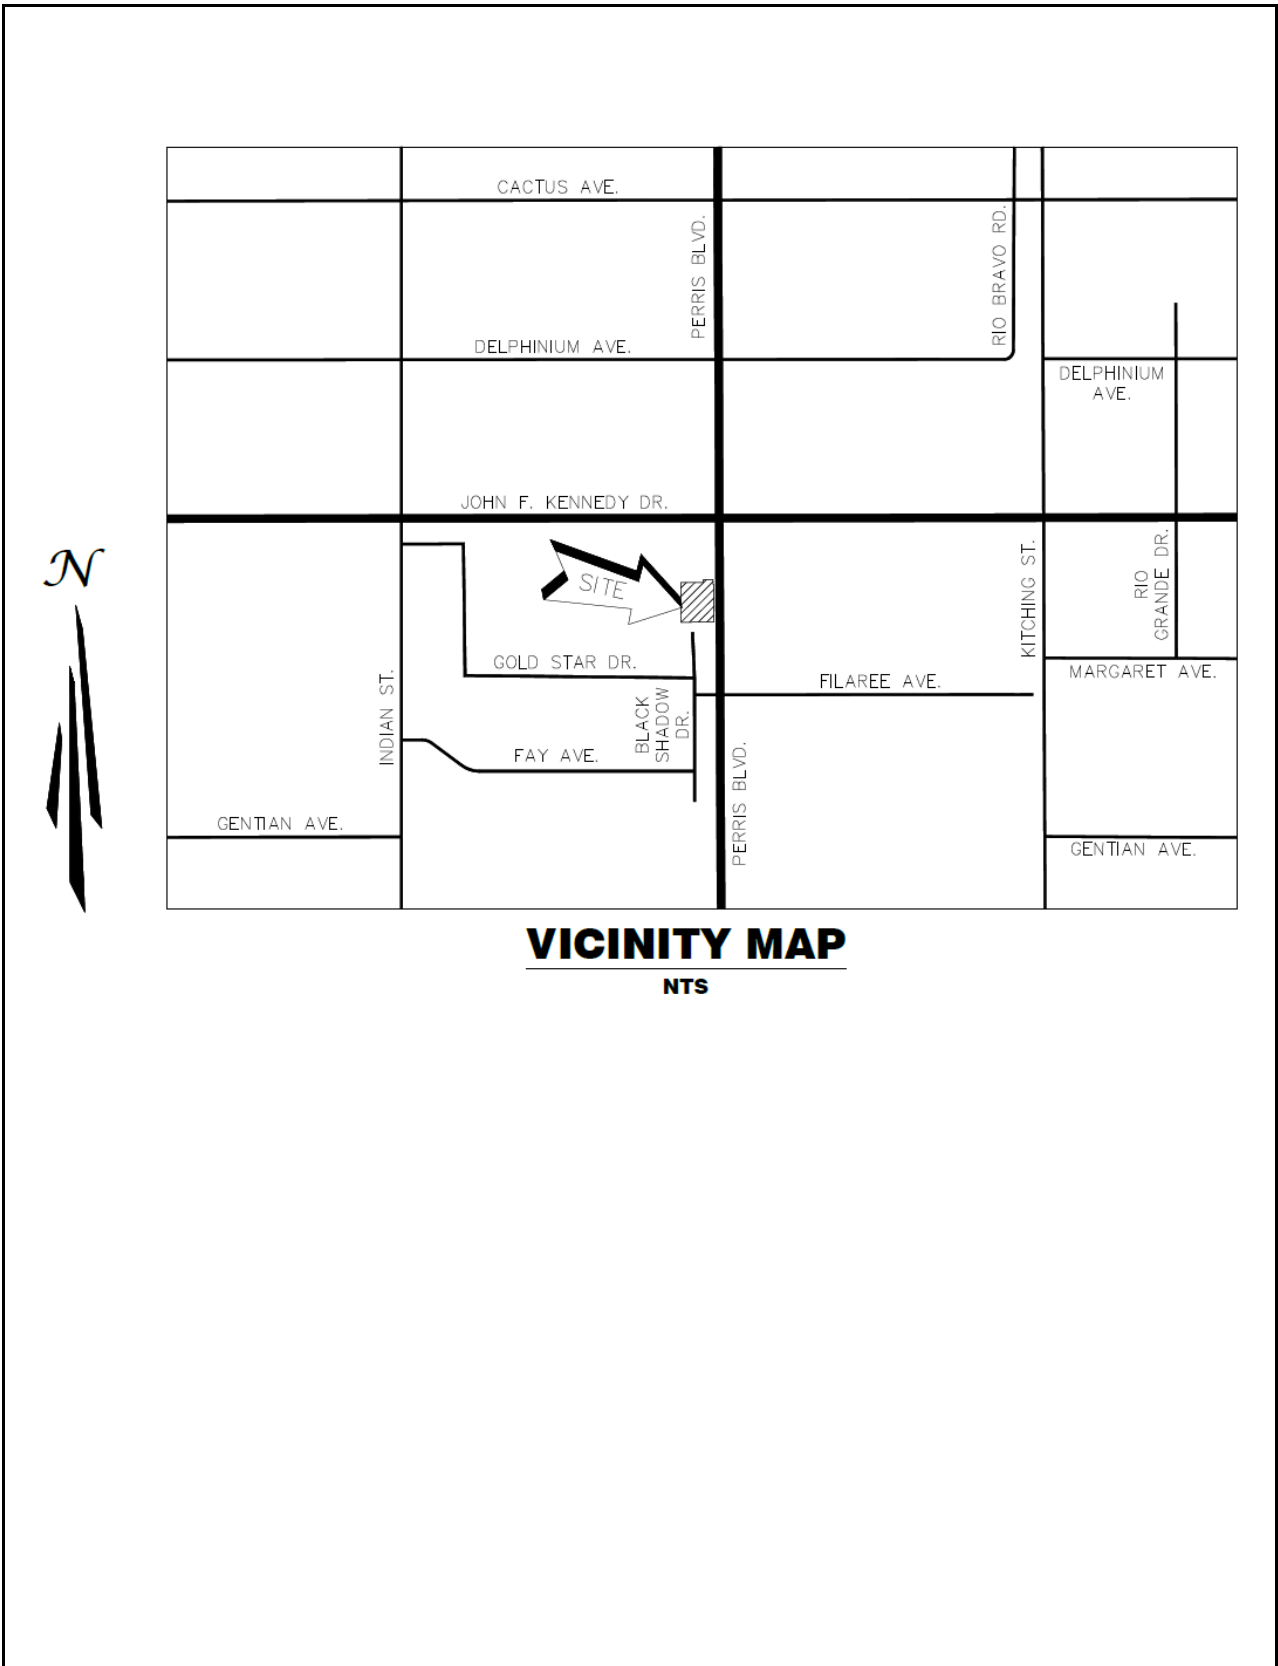 CACTUS AVE.
PERRIS BLVD.
RIO BRAVO RD.
DELPHINIUM AVE.
DELPHINIUM
AVE.
JOHN F. KENNEDY DR.
N
SITE
KITCHING ST.
RIO
GRANDE DR.
GOLD STAR DR.
MARGARET AVE.
FILAREE AVE.
INDIAN ST.
BLACK
SHADOW
DR.
FAY AVE.
PERRIS BLVD.
GENTIAN AVE.
GENTIAN AVE.
VICINITY MAP
NTS